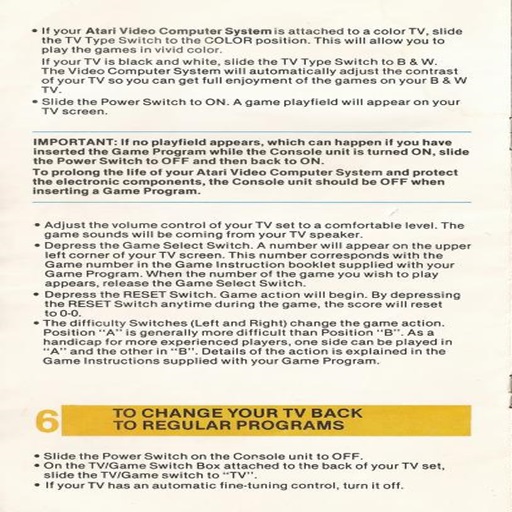 • If your Atari Video Computer System is attached to a color TV, slide
the TV Type Switch to the COLOR position. This will allow you to
play the games in vivid color.
If your TV is black and white, slide the TV Type Switch to B & W.
The Video Computer System will automatically adjust the contrast
of your TV so you can get full enjoyment of the games on your B & W
TV.
• Slide the Power Switch to ON. A game playfield will appear on your
TV screen.
IMPORTANT: If no playfield appears, which can happen if you have
inserted the Game Program while the Console unit is turned ON, slide
the Power Switch to OFF and then back to ON.
To prolong the life of your Atari Video Computer System and protect
the electronic components, the Console unit should be OFF when
inserting a Game Program.
• Adjust the volume control of your TV set to a comfortable level. The
game sounds will be coming from your TV speaker.
• Depress the Game Select Switch. A number will appear on the upper
left corner of your TV screen. This number corresponds with the
Game number in the Game Instruction booklet supplied with your
Game Program. When the number of the game you wish to play
appears, release the Game Select Switch.
• Depress the RESET Switch. Game action will begin. By depressing
the RESET Switch anytime during the game, the score will reset
to 0-0.
• The difficulty Switches (Left and Right) change the game action.
Position "A" is generally more difficult than Position "B". As a
handicap for more experienced players, one side can be played in
"A" and the other in "B". Details of the action is explained in the
Game Instructions supplied with your Game Program.
6 TO CHANGE YOUR TV BACK
TO REGULAR PROGRAMS
• Slide the Power Switch on the Console unit to OFF.
• On the TV/Game Switch Box attached to the back of your TV set,
slide the TV/Game switch to "TV".
• If your TV has an automatic fine-tuning control, turn it off.